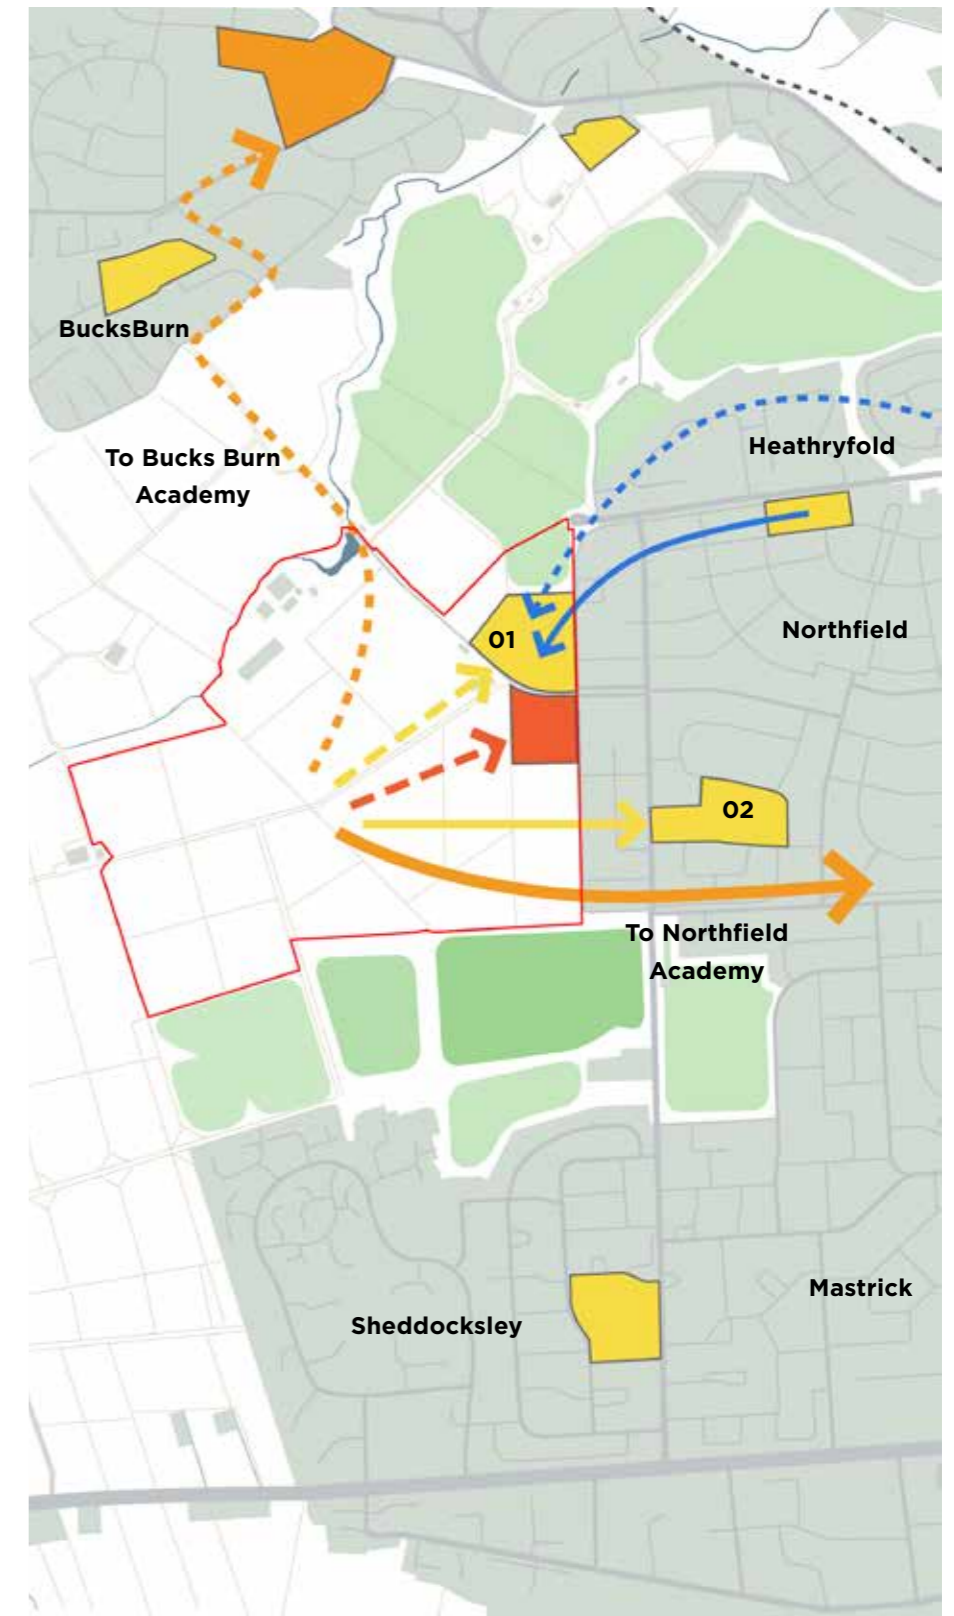 BucksBurn
To Bucks Burn
Academy
Heathryfold
01
Northfield
02
To Northfield
Academy
Mastrick
Sheddocksley